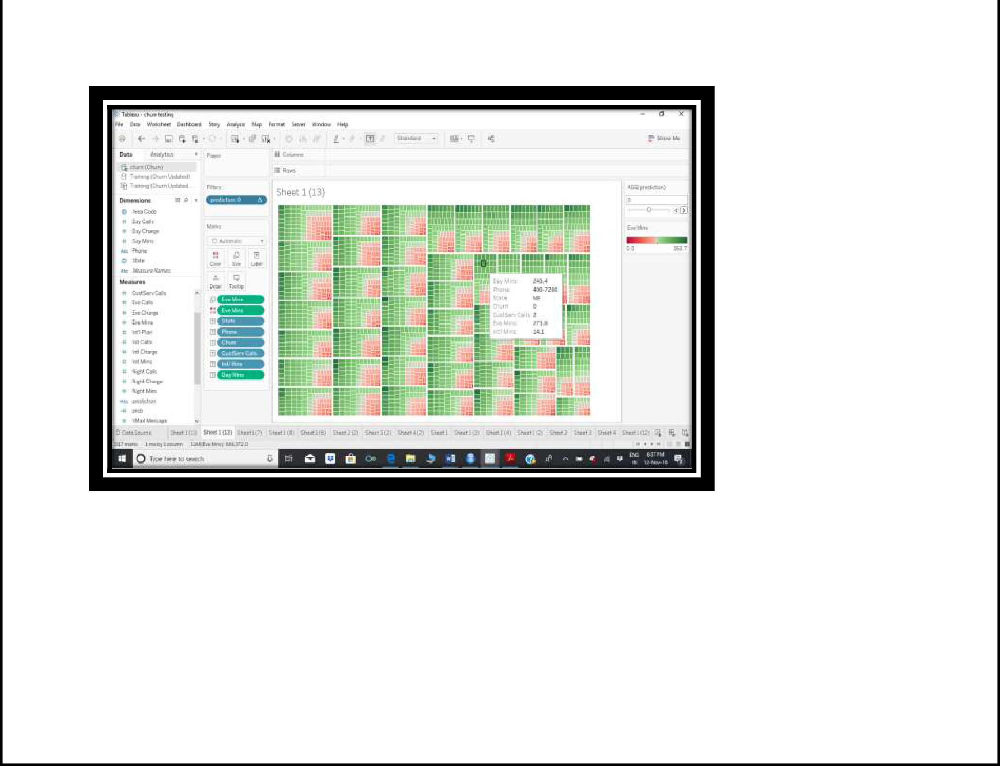 Tableau - churn testing
File Data Worksheet Dashboard Story Analysis Map Format Server Window Help
Standard
Show Me
Data Analytics
churn (Churn)
Training (Churn Updated)
Training (Churn Updated...
Dimensions
Area Code
Day Calls
Day Charge
Day Mins
Abc Phone
State
Abc Measure Names
Measures
CustServ Calls
Eve Calls
Eve Charge
Eve Mins
Int'l Plan
Intl Calls
Intl Charge
Intl Mins
Night Calls
Night Charge
Night Mins
prediction
prob
VMail Message
Pages
Filters
prediction: 0
Marks
Automatic
Color Size Label
Detail Tooltip
Eve Mins
Eve Mins
State
Phone
Churn
CustServ Calls
Intl Mins
Day Mins
Columns
Rows
Sheet 1 (13)
Day Mins: 243.4
Phone: 400-7280
State: NE
Churn: 0
CustServ Calls: 2
Eve Mins: 273.8
Intl Mins: 14.1
AGG(prediction)
0
Eve Mins
0.0 363.7
Data Source Sheet 1 (11) Sheet 1 (13) Sheet 1 (7) Sheet 1 (8) Sheet 1 (6) Sheet 2 (2) Sheet 3 (2) Sheet 4 (2) Sheet1 Sheet 1 (3) Sheet 1 (4) Sheet 1 (2) Sheet 2 Sheet 3 Sheet 4 Sheet 1 (12)
marks 1 row by 1 column
Type here to search
ENG 6:37 PM
IN 12-Nov-18